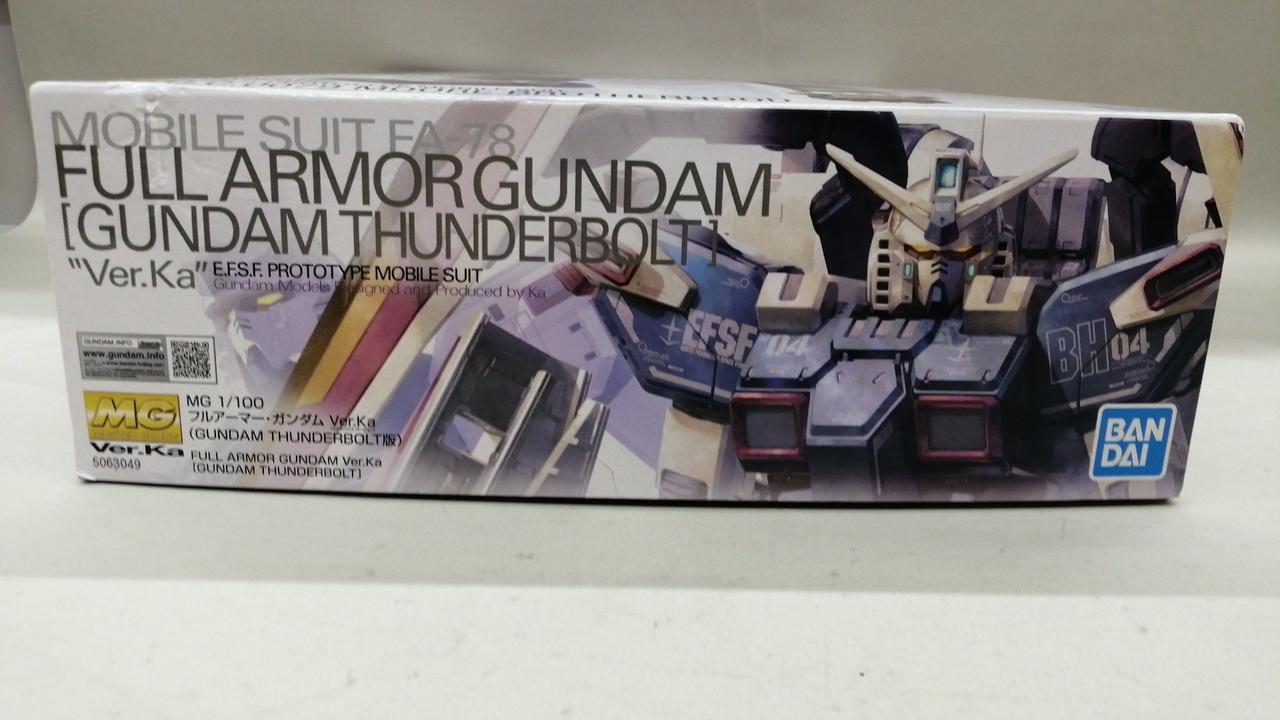 BROTHERHOOD
MOBILE SUIT FA-78
FULL ARMOR GUNDAM
[GUNDAM THUNDERBOLT]
"Ver.Ka"
E.F.S.F. PROTOTYPE MOBILE SUIT
Gundam Models Designed and Produced by Ka
EFSF
04
BH04
GUNDAM.INFO
www.gundam.info
MG
Ver.Ka
5063049
MG 1/100
フルアーマー・ガンダム Ver.Ka
(GUNDAM THUNDERBOLT版)
FULL ARMOR GUNDAM Ver.Ka
[GUNDAM THUNDERBOLT]
BAN
DAI